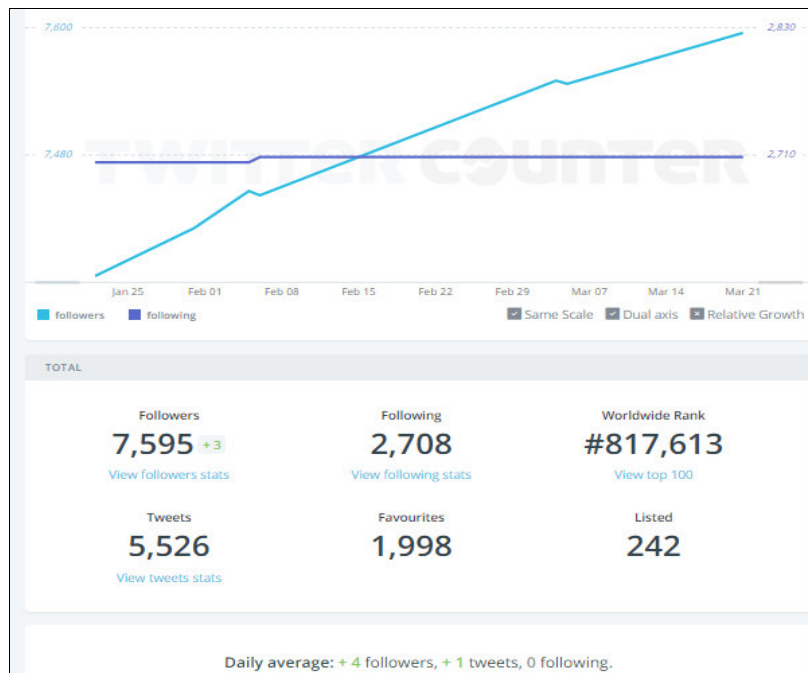 7,600 2,830
7,480 2,710
TWITTER COUNTER
Jan 25 Feb 01 Feb 08 Feb 15 Feb 22 Feb 29 Mar 07 Mar 14 Mar 21
followers following Same Scale Dual axis Relative Growth
TOTAL
Followers Following Worldwide Rank
7,595 +3 2,708 #817,613
View followers stats View following stats View top 100
Tweets Favourites Listed
5,526 1,998 242
View tweets stats
Daily average: + 4 followers, + 1 tweets, 0 following.